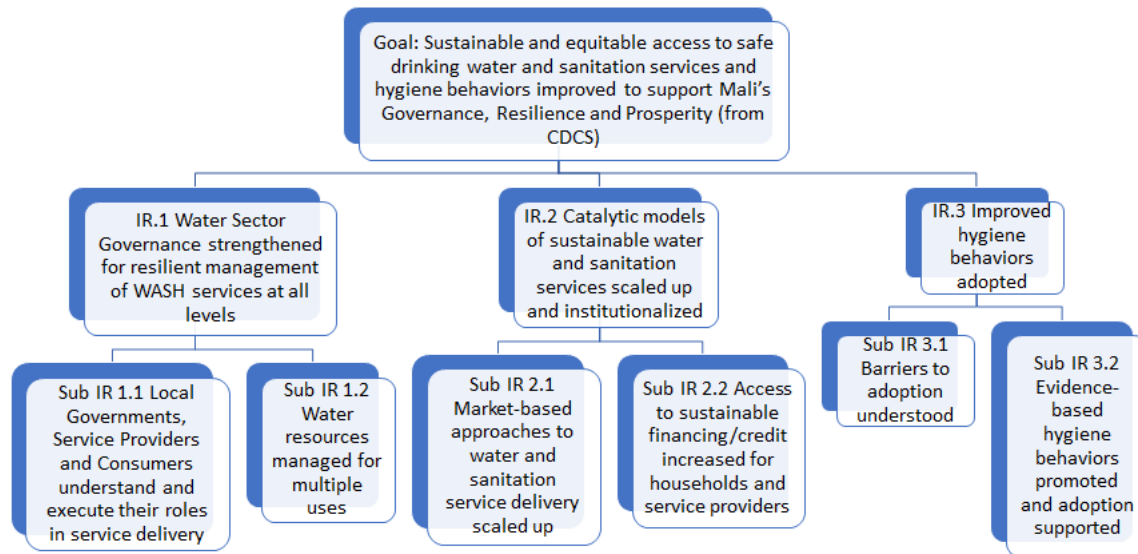 Goal: Sustainable and equitable access to safe
drinking water and sanitation services and
hygiene behaviors improved to support Mali's
Governance, Resilience and Prosperity (from
CDCS)
IR.1 Water Sector
Governance strengthened
for resilient management
of WASH services at all
levels
IR.2 Catalytic models
of sustainable water
and sanitation
services scaled up
and institutionalized
IR.3 Improved
hygiene
behaviors
adopted
Sub IR 1.1 Local
Governments,
Service Providers
and Consumers
understand and
execute their roles
in service delivery
Sub IR 1.2
Water
resources
managed for
multiple
uses
Sub IR 2.1
Market-based
approaches to
water and
sanitation
service delivery
scaled up
Sub IR 2.2 Access
to sustainable
financing/credit
increased for
households and
service providers
Sub IR 3.1
Barriers to
adoption
understood
Sub IR 3.2
Evidence-
based
hygiene
behaviors
promoted
and adoption
supported